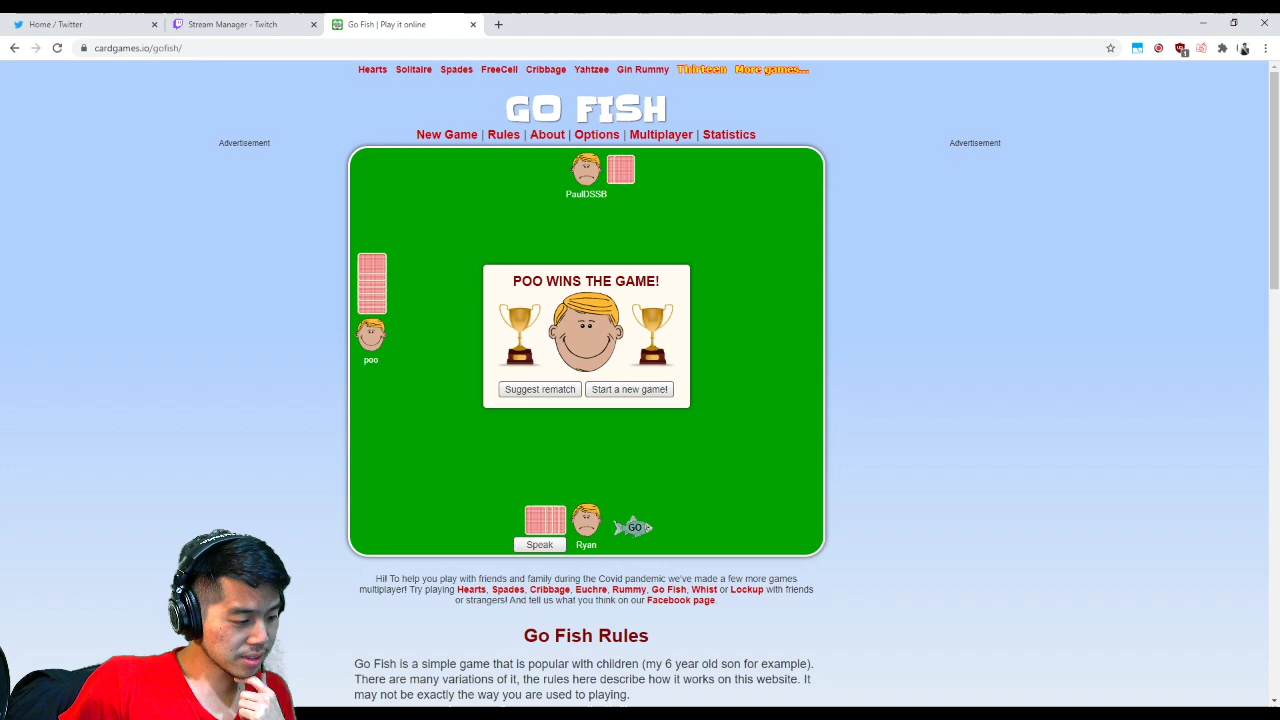 Home / Twitter
Stream Manager - Twitch
Go Fish | Play it online
cardgames.io/gofish/
1
Hearts Solitaire Spades FreeCell Cribbage Yahtzee Gin Rummy Thirteen More games...
GO FISH
New Game | Rules | About | Options | Multiplayer | Statistics
Advertisement
Advertisement
PaulDSSB
POO WINS THE GAME!
Suggest rematch
Start a new game!
poo
GO
Speak
Ryan
Hi! To help you play with friends and family during the Covid pandemic we've made a few more games
multiplayer! Try playing Hearts, Spades, Cribbage, Euchre, Rummy, Go Fish, Whist or Lockup with friends
or strangers! And tell us what you think on our Facebook page.
Go Fish Rules
Go Fish is a simple game that is popular with children (my 6 year old son for example).
There are many variations of it, the rules here describe how it works on this website. It
may not be exactly the way you are used to playing.